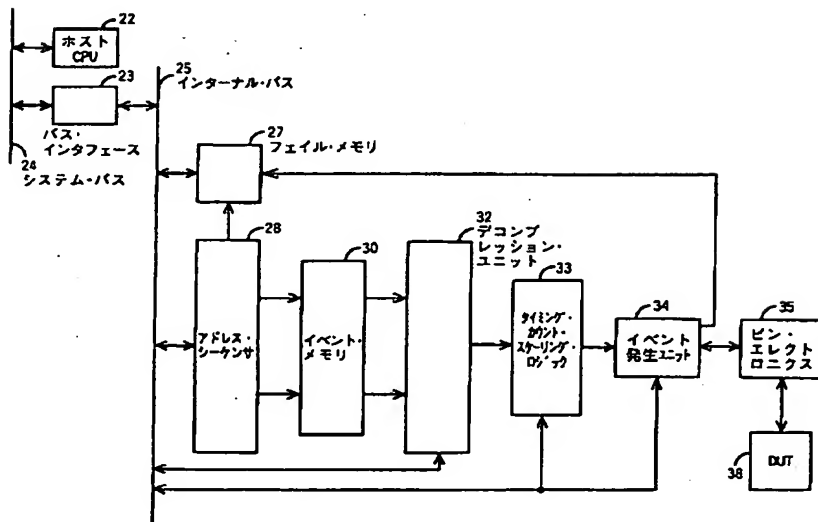 22
ホスト
CPU
23
バス・
インタフェース
24
システム・バス
25
インターナル・バス
27
フェイル・メモリ
28
アドレス・
シーケンサ
30
イベント・
メモリ
32
デコンプ
レッション・
ユニット
33
タイミング・
カウント・
スケーリング・
ロジック
34
イベント
発生ユニット
35
ピン・
エレクト
ロニクス
38
DUT